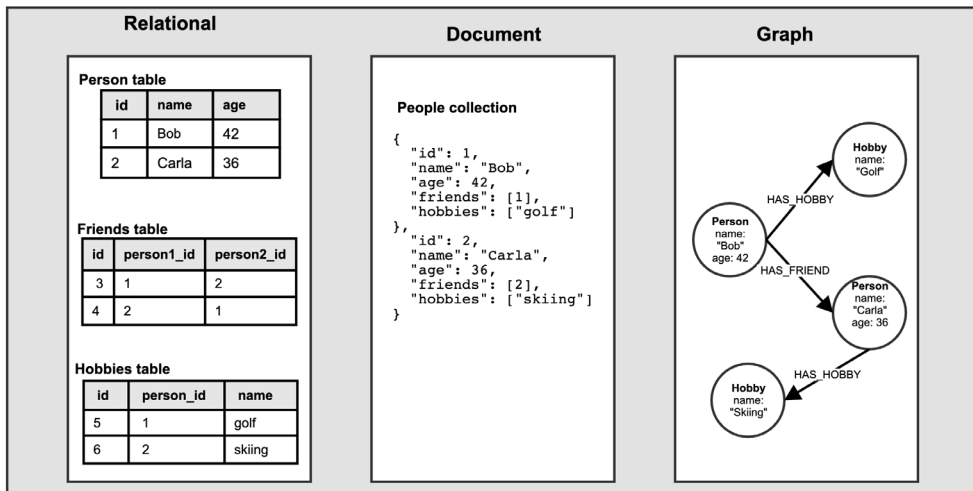 Relational
Person table
id name age
1 Bob 42
2 Carla 36
Friends table
id person1_id person2_id
3 1 2
4 2 1
Hobbies table
id person_id name
5 1 golf
6 2 skiing
Document
People collection
{
"id": 1,
"name": "Bob",
"age": 42,
"friends": [1],
"hobbies": ["golf"]
},
"id": 2,
"name": "Carla",
"age": 36,
"friends": [2],
"hobbies": ["skiing"]
}
Graph
Hobby
name:
"Golf"
HAS_HOBBY
Person
name:
"Bob"
age: 42
HAS_FRIEND
Person
name:
"Carla"
age: 36
HAS_HOBBY
Hobby
name:
"Skiing"